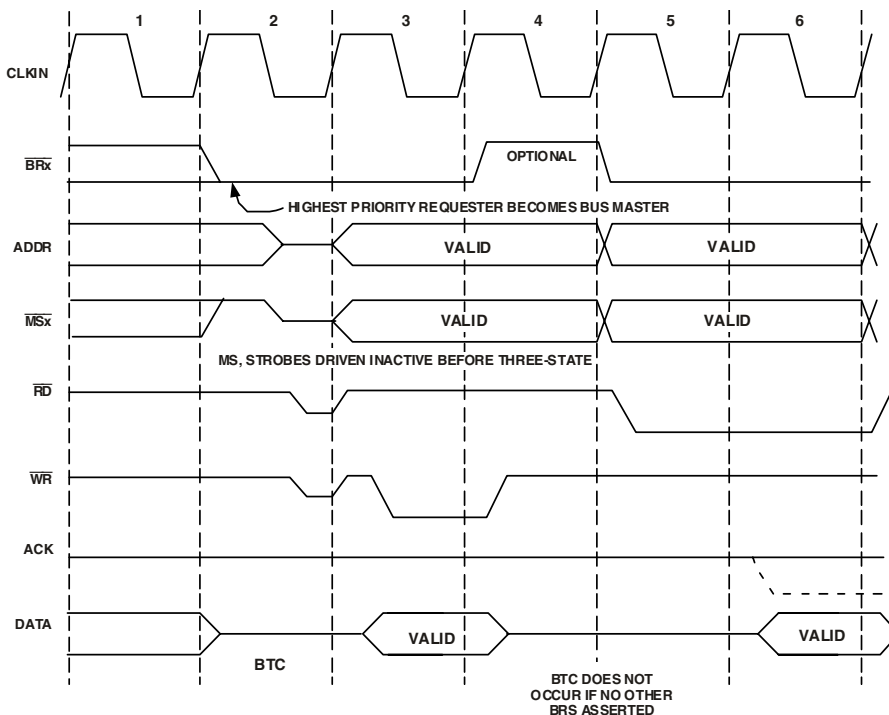 1 2 3 4 5 6
CLKIN
BRx
OPTIONAL
HIGHEST PRIORITY REQUESTER BECOMES BUS MASTER
ADDR
VALID VALID
MSx
VALID VALID
MS, STROBES DRIVEN INACTIVE BEFORE THREE-STATE
RD
WR
ACK
DATA
VALID VALID
BTC
BTC DOES NOT
OCCUR IF NO OTHER
BRS ASSERTED